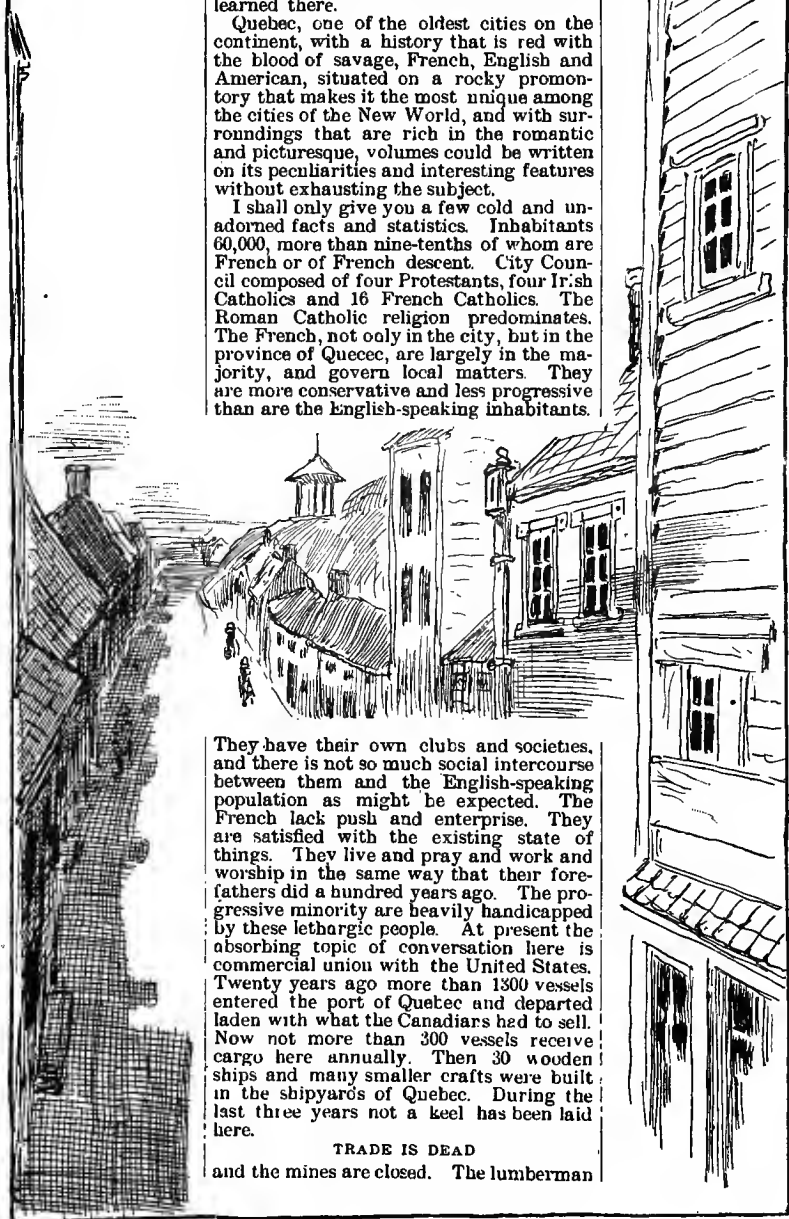 learned there.
Quebec, one of the oldest cities on the
continent, with a history that is red with
the blood of savage, French, English and
American, situated on a rocky promon-
tory that makes it the most unique among
the cities of the New World, and with sur-
roundings that are rich in the romantic
and picturesque, volumes could be written
on its peculiarities and interesting features
without exhausting the subject.
I shall only give you a few cold and un-
adorned facts and statistics. Inhabitants
60,000, more than nine-tenths of whom are
French or of French descent. City Coun-
cil composed of four Protestants, four Irish
Catholics and 16 French Catholics. The
Roman Catholic religion predominates.
The French, not only in the city, but in the
province of Quecec, are largely in the ma-
jority, and govern local matters. They
are more conservative and less progressive
than are the English-speaking inhabitants.
They have their own clubs and societies,
and there is not so much social intercourse
between them and the English-speaking
population as might be expected. The
French lack push and enterprise. They
are satisfied with the existing state of
things. They live and pray and work and
worship in the same way that their fore-
fathers did a hundred years ago. The pro-
gressive minority are heavily handicapped
by these lethargic people. At present the
absorbing topic of conversation here is
commercial union with the United States.
Twenty years ago more than 1300 vessels
entered the port of Quebec and departed
laden with what the Canadians had to sell.
Now not more than 300 vessels receive
cargo here annually. Then 30 wooden
ships and many smaller crafts were built
in the shipyards of Quebec. During the
last three years not a keel has been laid
here.
TRADE IS DEAD
and the mines are closed. The lumberman